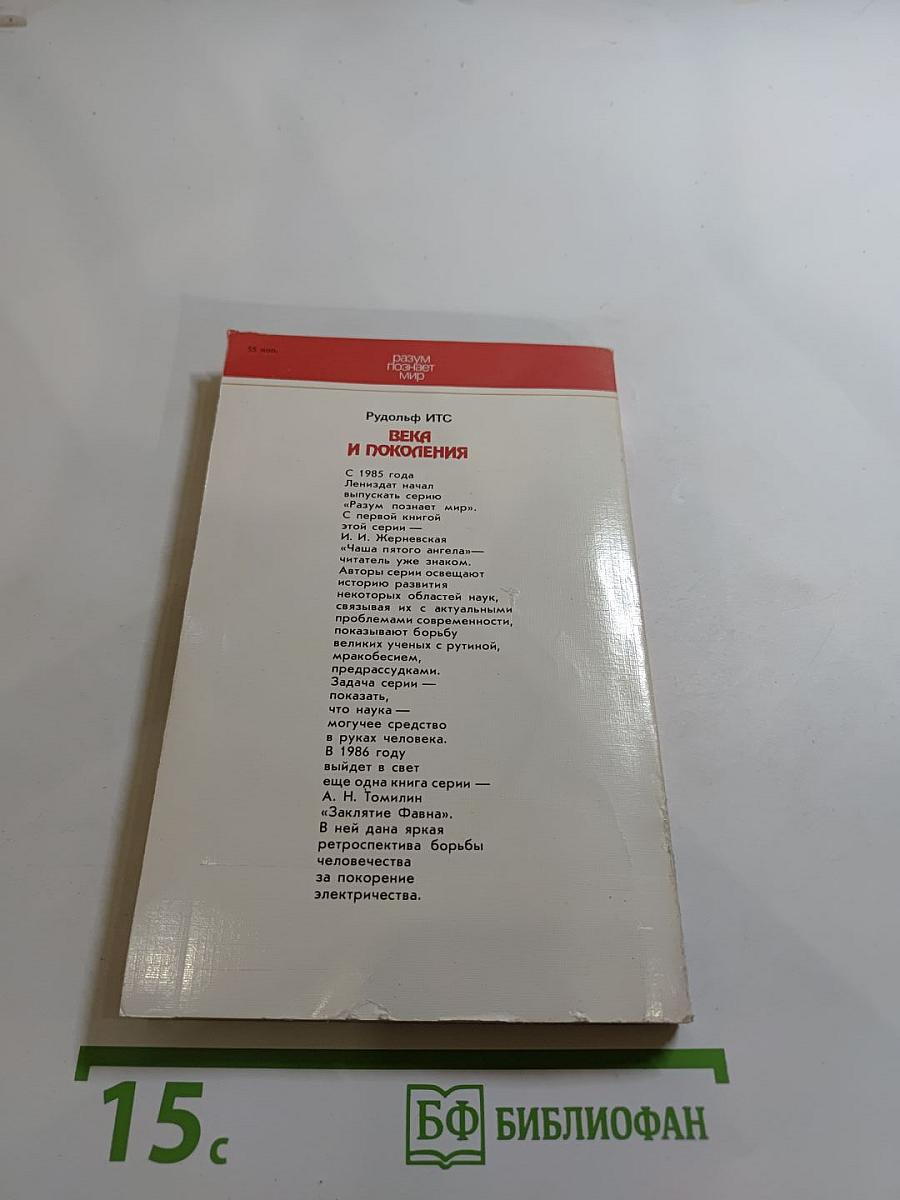 55 коп.
разум
познает
мир
Рудольф ИТС
ВЕКА
И ПОКОЛЕНИЯ
С 1985 года
Лениздат начал
выпускать серию
«Разум познает мир».
С первой книгой
этой серии —
И. И. Жерневская
«Чаша пятого ангела»—
читатель уже знаком.
Авторы серии освещают
историю развития
некоторых областей наук,
связывая их с актуальными
проблемами современности,
показывают борьбу
великих ученых с рутиной,
мракобесием,
предрассудками.
Задача серии —
показать,
что наука —
могучее средство
в руках человека.
В 1986 году
выйдет в свет
еще одна книга серии —
А. Н. Томилин
«Заклятие Фавна».
В ней дана яркая
ретроспектива борьбы
человечества
за покорение
электричества.
15 с
БФ БИБЛИОФАН